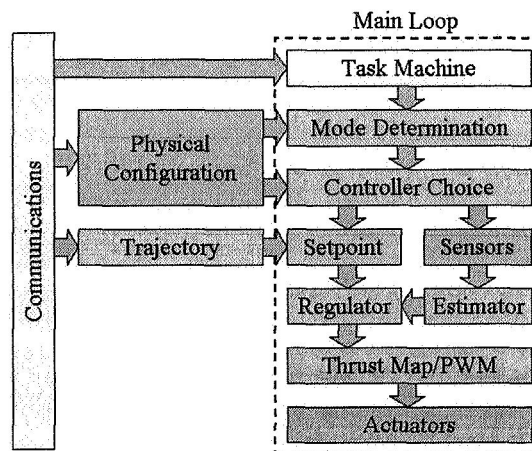 Main Loop
Task Machine
Physical
Configuration
Mode Determination
Controller Choice
Communications
Trajectory
Setpoint
Sensors
Regulator
Estimator
Thrust Map/PWM
Actuators